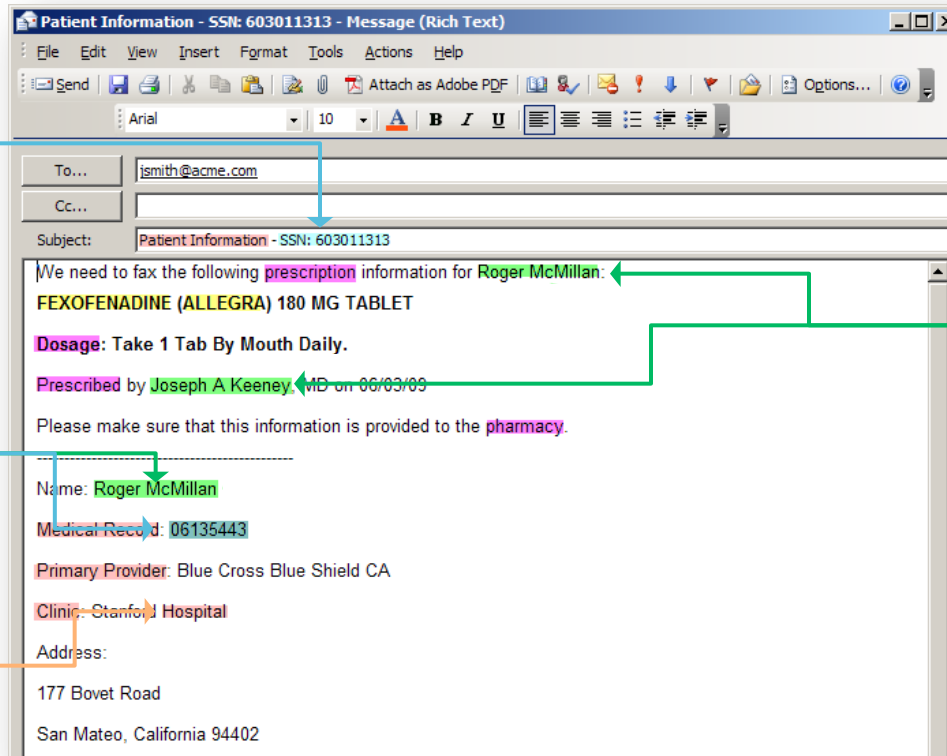 Patient Information - SSN: 603011313 - Message (Rich Text)
File Edit View Insert Format Tools Actions Help
Send Attach as Adobe PDF Options...
Arial 10 A B I U
To... jsmith@acme.com
Cc...
Subject: Patient Information - SSN: 603011313
We need to fax the following prescription information for Roger McMillan:
FEXOFENADINE (ALLEGRA) 180 MG TABLET
Dosage: Take 1 Tab By Mouth Daily.
Prescribed by Joseph A Keeney, MD on 06/03/09
Please make sure that this information is provided to the pharmacy.
------------------------------------------------
Name: Roger McMillan
Medical Record: 06135443
Primary Provider: Blue Cross Blue Shield CA
Clinic: Stanford Hospital
Address:
177 Bovet Road
San Mateo, California 94402